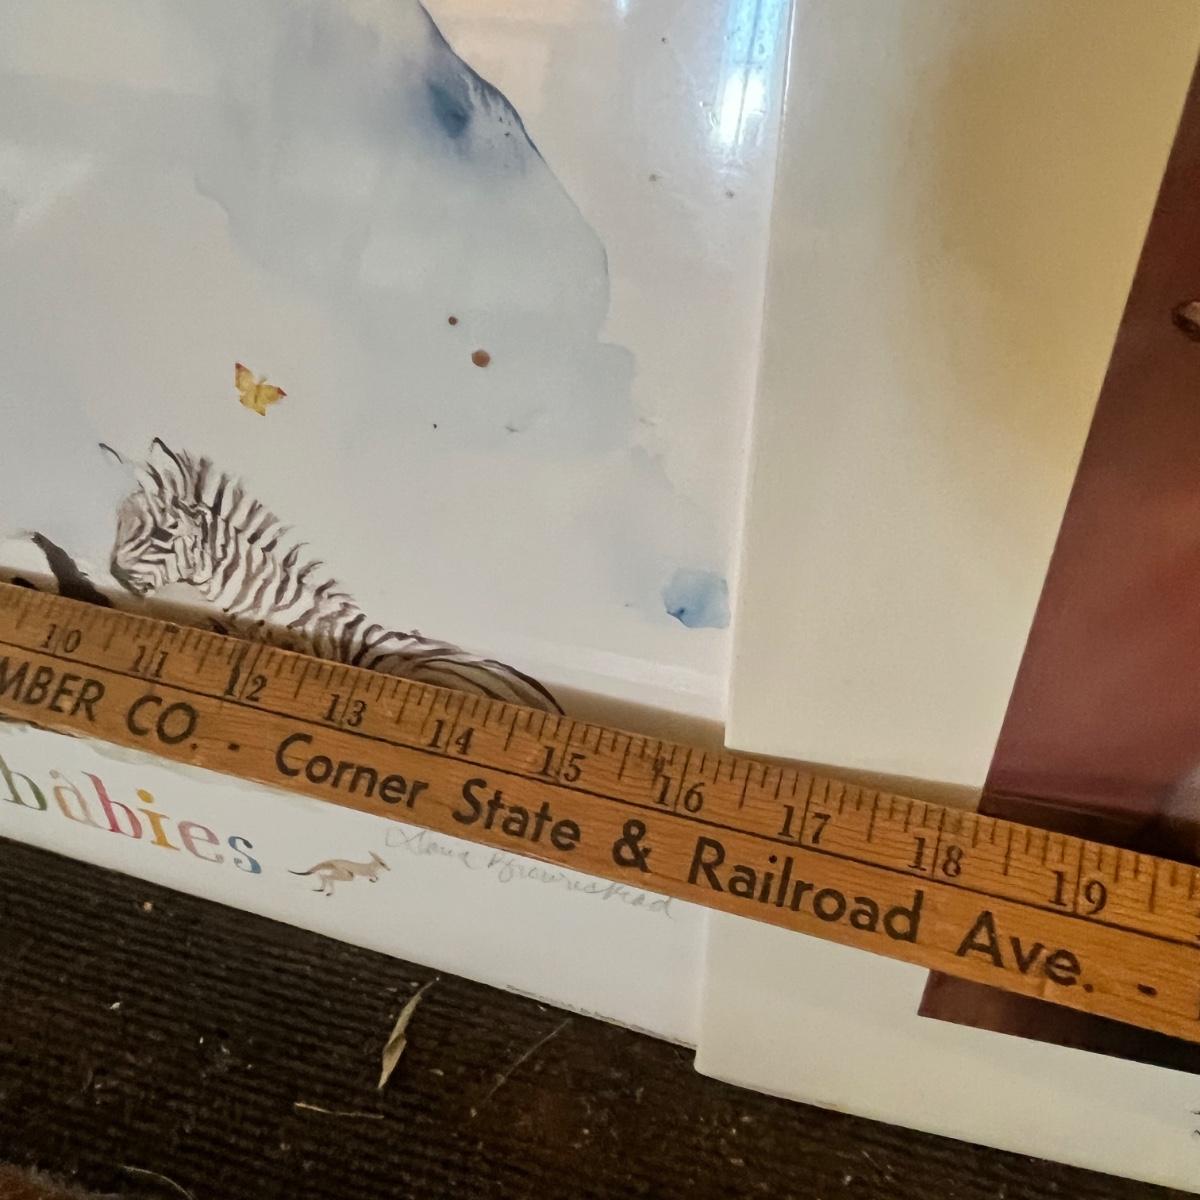 10 11 12 13 14 15 16 17 18 19
MBER CO. • Corner State & Railroad Ave. -
babies